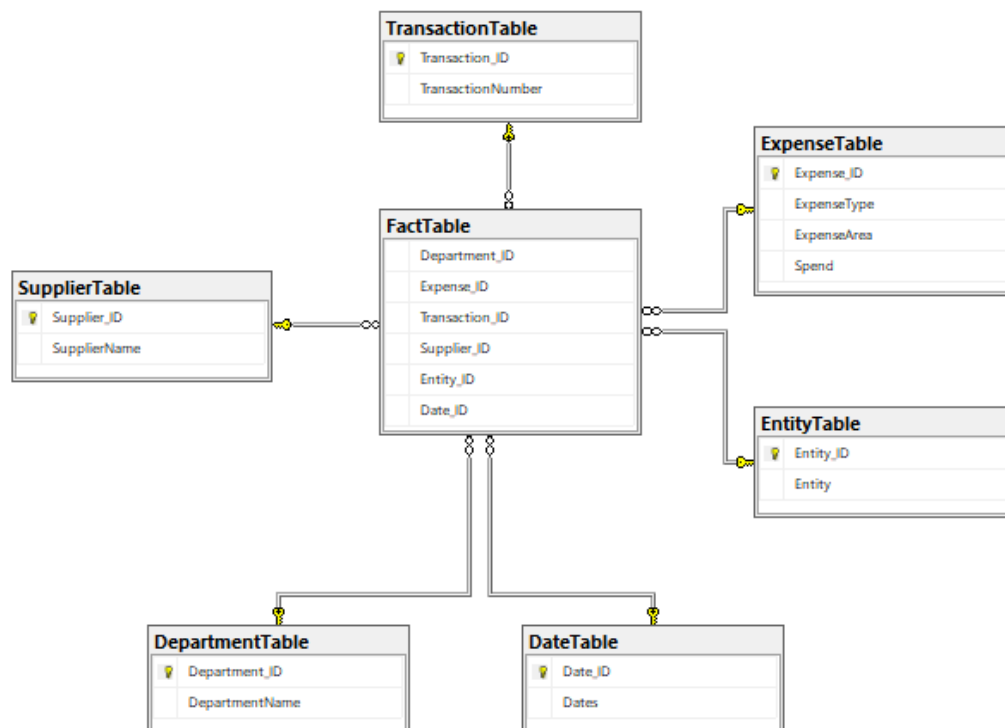 TransactionTable
Transaction_ID
TransactionNumber
ExpenseTable
Expense_ID
ExpenseType
ExpenseArea
Spend
FactTable
Department_ID
Expense_ID
Transaction_ID
Supplier_ID
Entity_ID
Date_ID
SupplierTable
Supplier_ID
SupplierName
EntityTable
Entity_ID
Entity
DepartmentTable
Department_ID
DepartmentName
DateTable
Date_ID
Dates